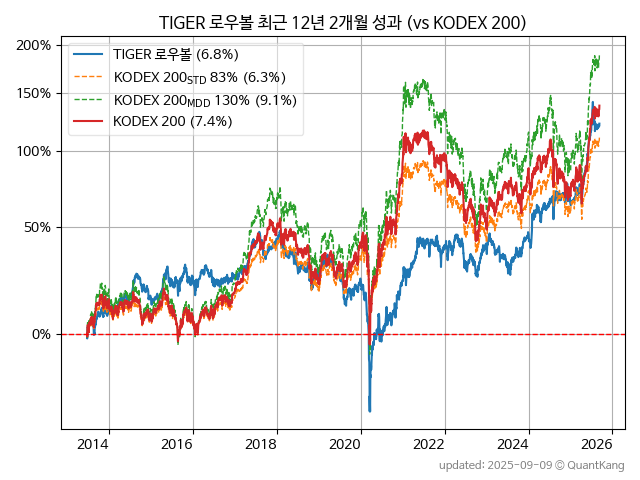 TIGER 로우볼 최근 12년 2개월 성과 (vs KODEX 200)
200%
150%
100%
50%
0%
TIGER 로우볼 (6.8%)
KODEX 200STD 83% (6.3%)
KODEX 200MDD 130% (9.1%)
KODEX 200 (7.4%)
2014 2016 2018 2020 2022 2024 2026
updated: 2025-09-09 © QuantKang